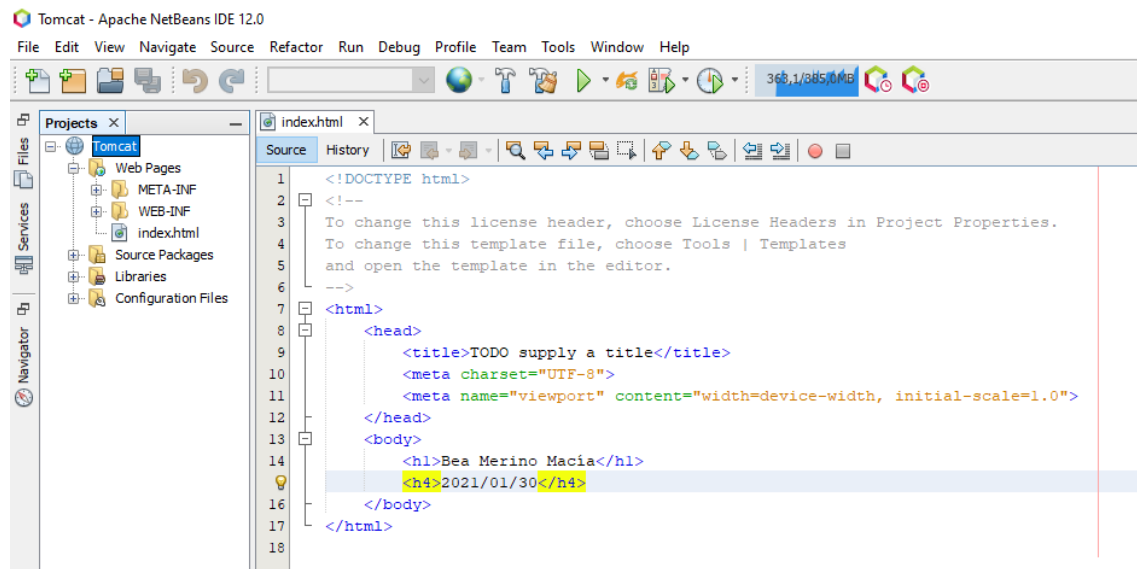 Tomcat - Apache NetBeans IDE 12.0
File Edit View Navigate Source Refactor Run Debug Profile Team Tools Window Help
363,1/385,0MB
Files
Services
Navigator
Projects
Tomcat
Web Pages
META-INF
WEB-INF
index.html
Source Packages
Libraries
Configuration Files
index.html
Source History
1 <!DOCTYPE html>
2 <!--
3 To change this license header, choose License Headers in Project Properties.
4 To change this template file, choose Tools | Templates
5 and open the template in the editor.
6 -->
7 <html>
8 <head>
9 <title>TODO supply a title</title>
10 <meta charset="UTF-8">
11 <meta name="viewport" content="width=device-width, initial-scale=1.0">
12 </head>
13 <body>
14 <h1>Bea Merino Macía</h1>
<h4>2021/01/30</h4>
16 </body>
17 </html>
18